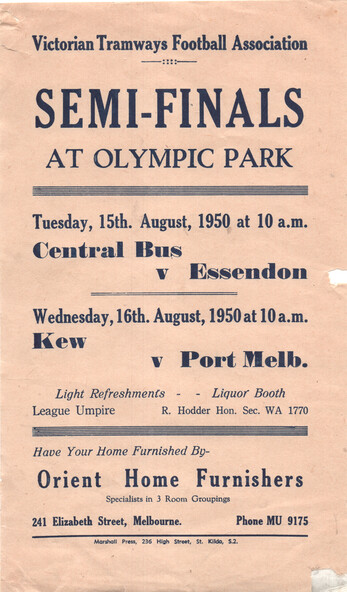 Victorian Tramways Football Association
SEMI-FINALS
AT OLYMPIC PARK
Tuesday, 15th. August, 1950 at 10 a.m.
Central Bus
v Essendon
Wednesday, 16th. August, 1950 at 10 a.m.
Kew
v Port Melb.
Light Refreshments - - Liquor Booth
League Umpire R. Hodder Hon. Sec. WA 1770
Have Your Home Furnished By-
Orient Home Furnishers
Specialists in 3 Room Groupings
241 Elizabeth Street, Melbourne. Phone MU 9175
Marshall Press, 236 High Street, St. Kilda, S.2.